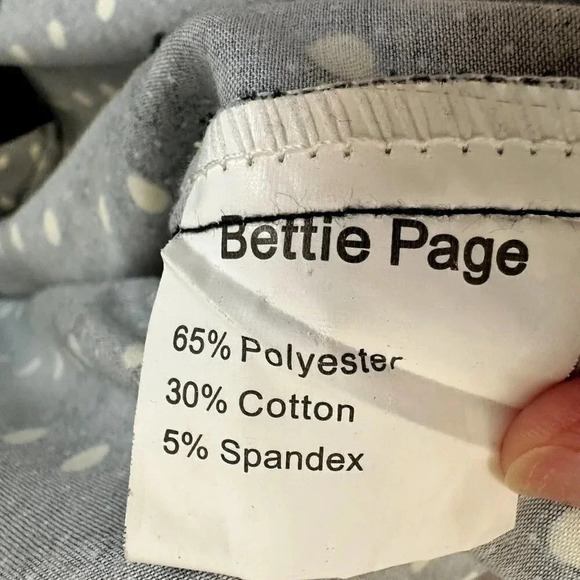 Bettie Page
65% Polyester
30% Cotton
5% Spandex